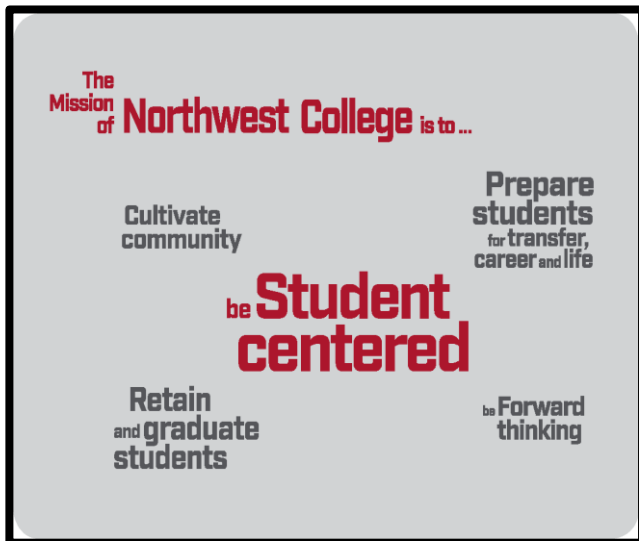 The
Mission
of Northwest College is to ...
Cultivate
community
Prepare
students
for transfer,
career and life
be Student
centered
Retain
and graduate
students
be Forward
thinking